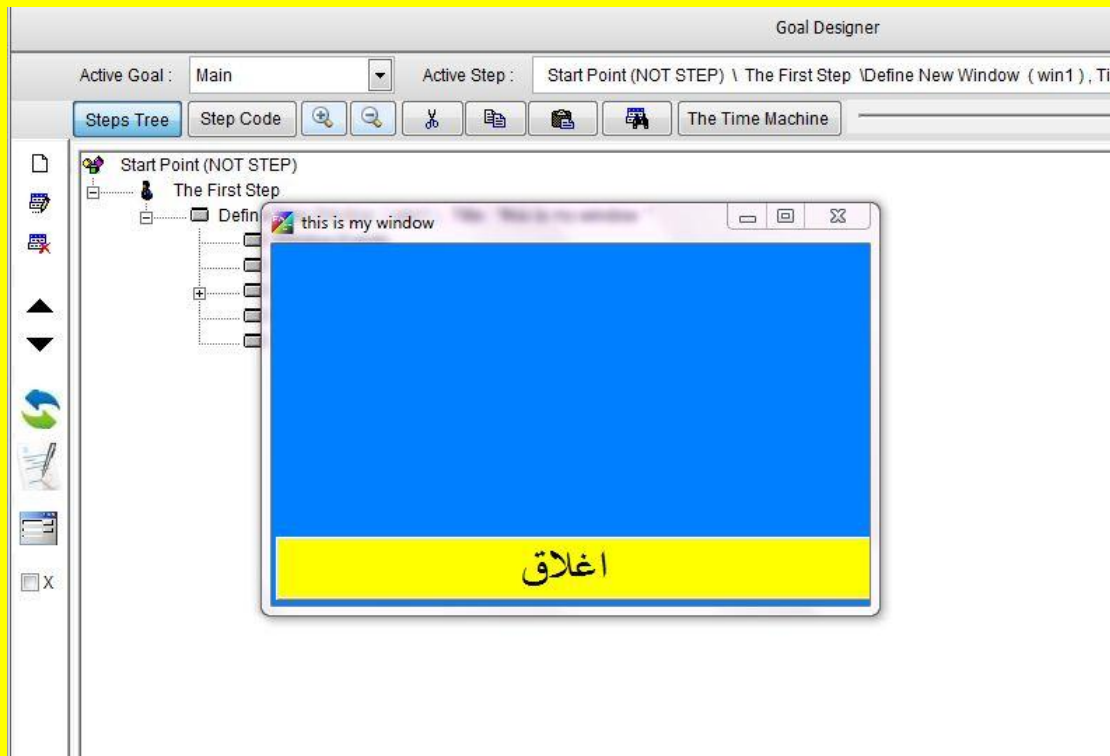 Goal Designer
Active Goal : Main Active Step : Start Point (NOT STEP) \ The First Step \Define New Window ( win1 ) , Ti
Steps Tree Step Code The Time Machine
Start Point (NOT STEP)
The First Step
Defin
this is my window
اغلاق
X